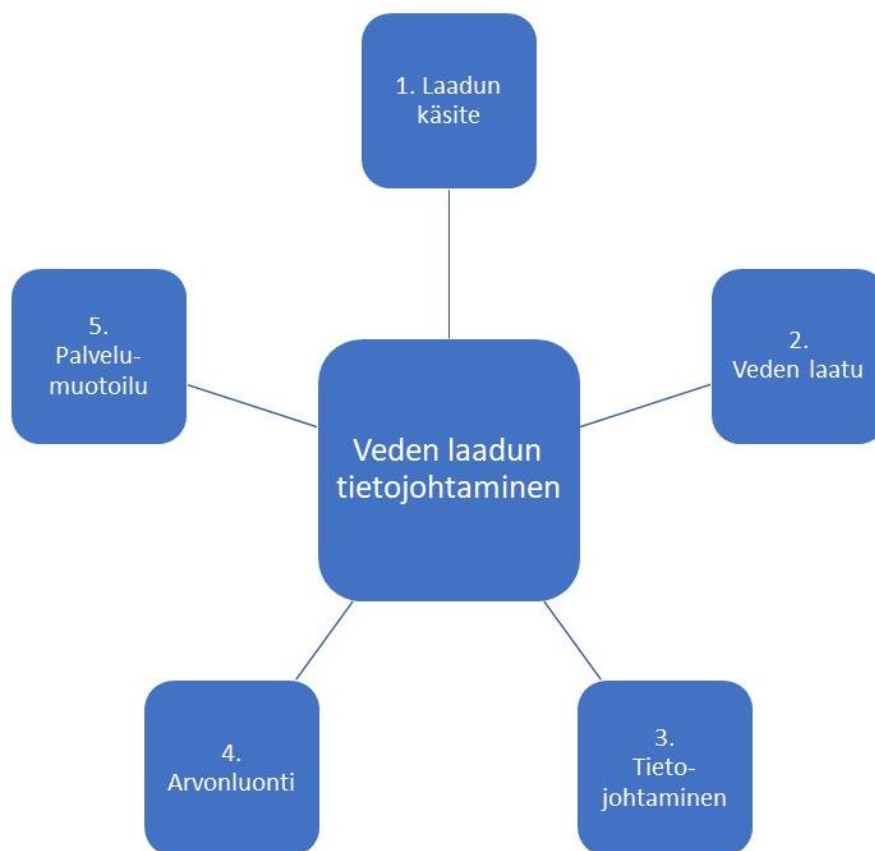 1. Laadun
käsite
2.
Veden laatu
3.
Tieto-
johtaminen
4.
Arvonluonti
5.
Palvelu-
muotoilu
Veden laadun
tietojohtaminen